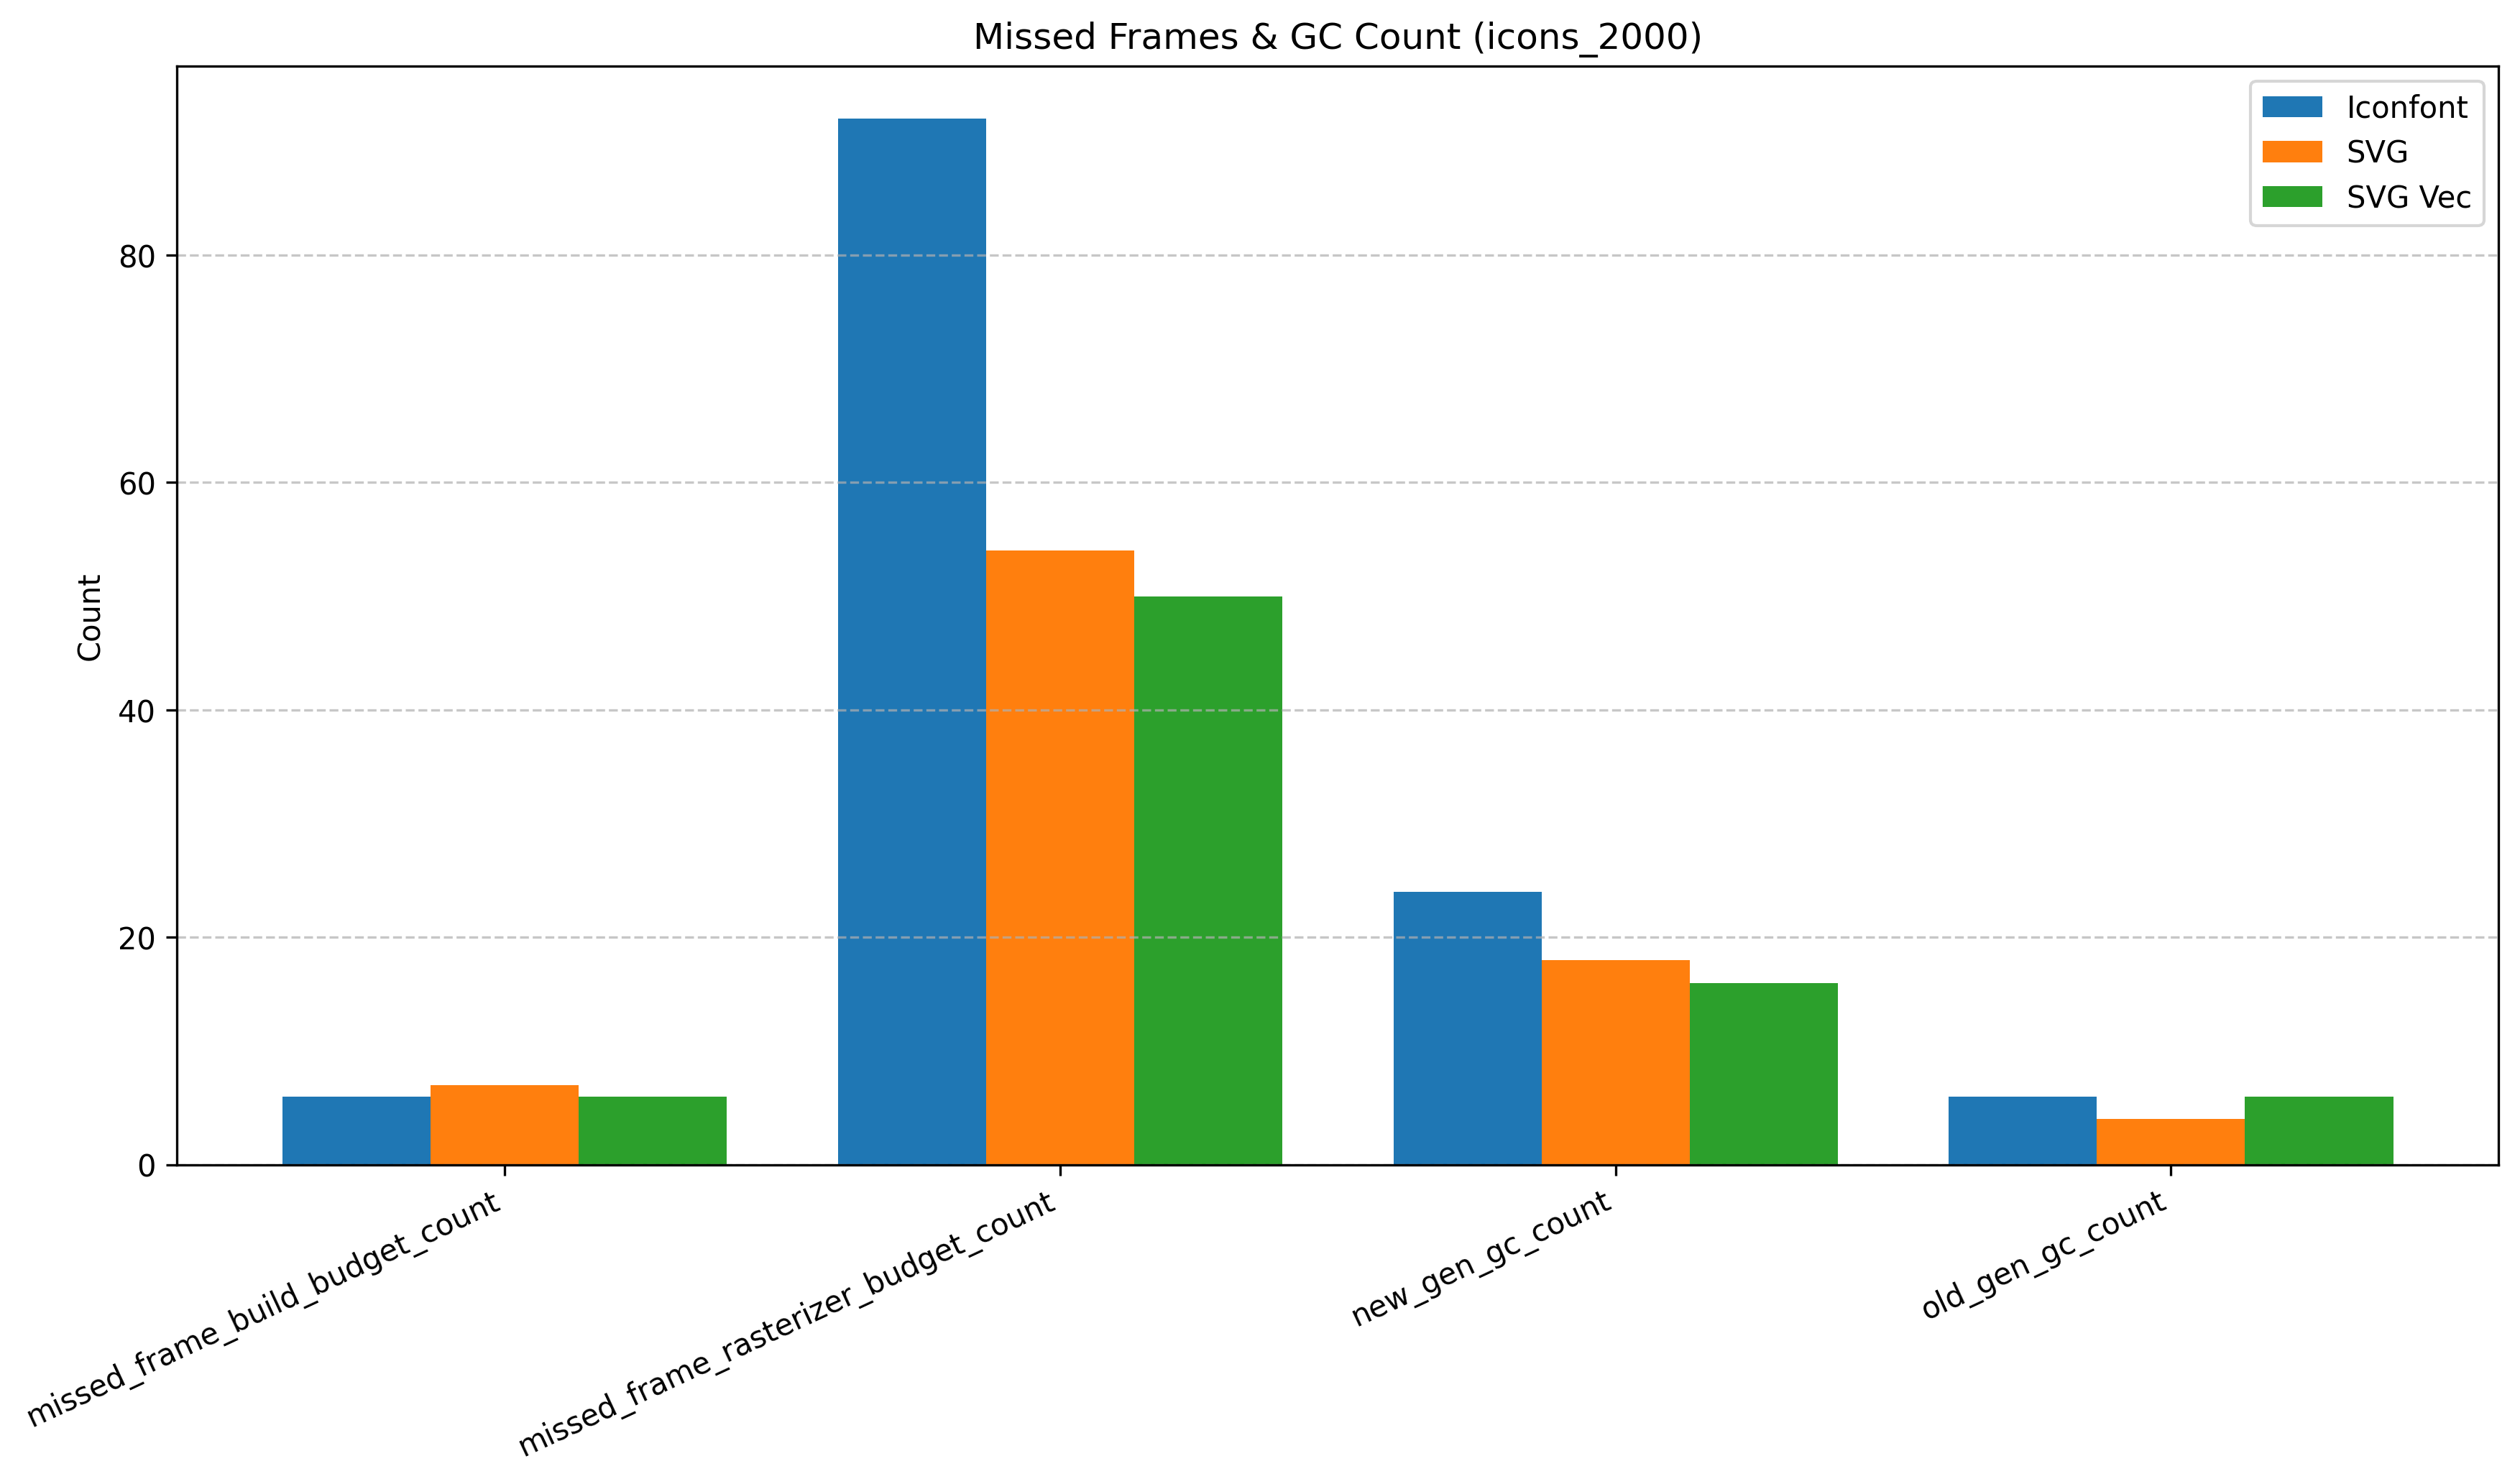 Missed Frames & GC Count (icons_2000)
Iconfont
SVG
SVG Vec
Count
80
60
40
20
0
missed_frame_build_budget_count
missed_frame_rasterizer_budget_count
new_gen_gc_count
old_gen_gc_count